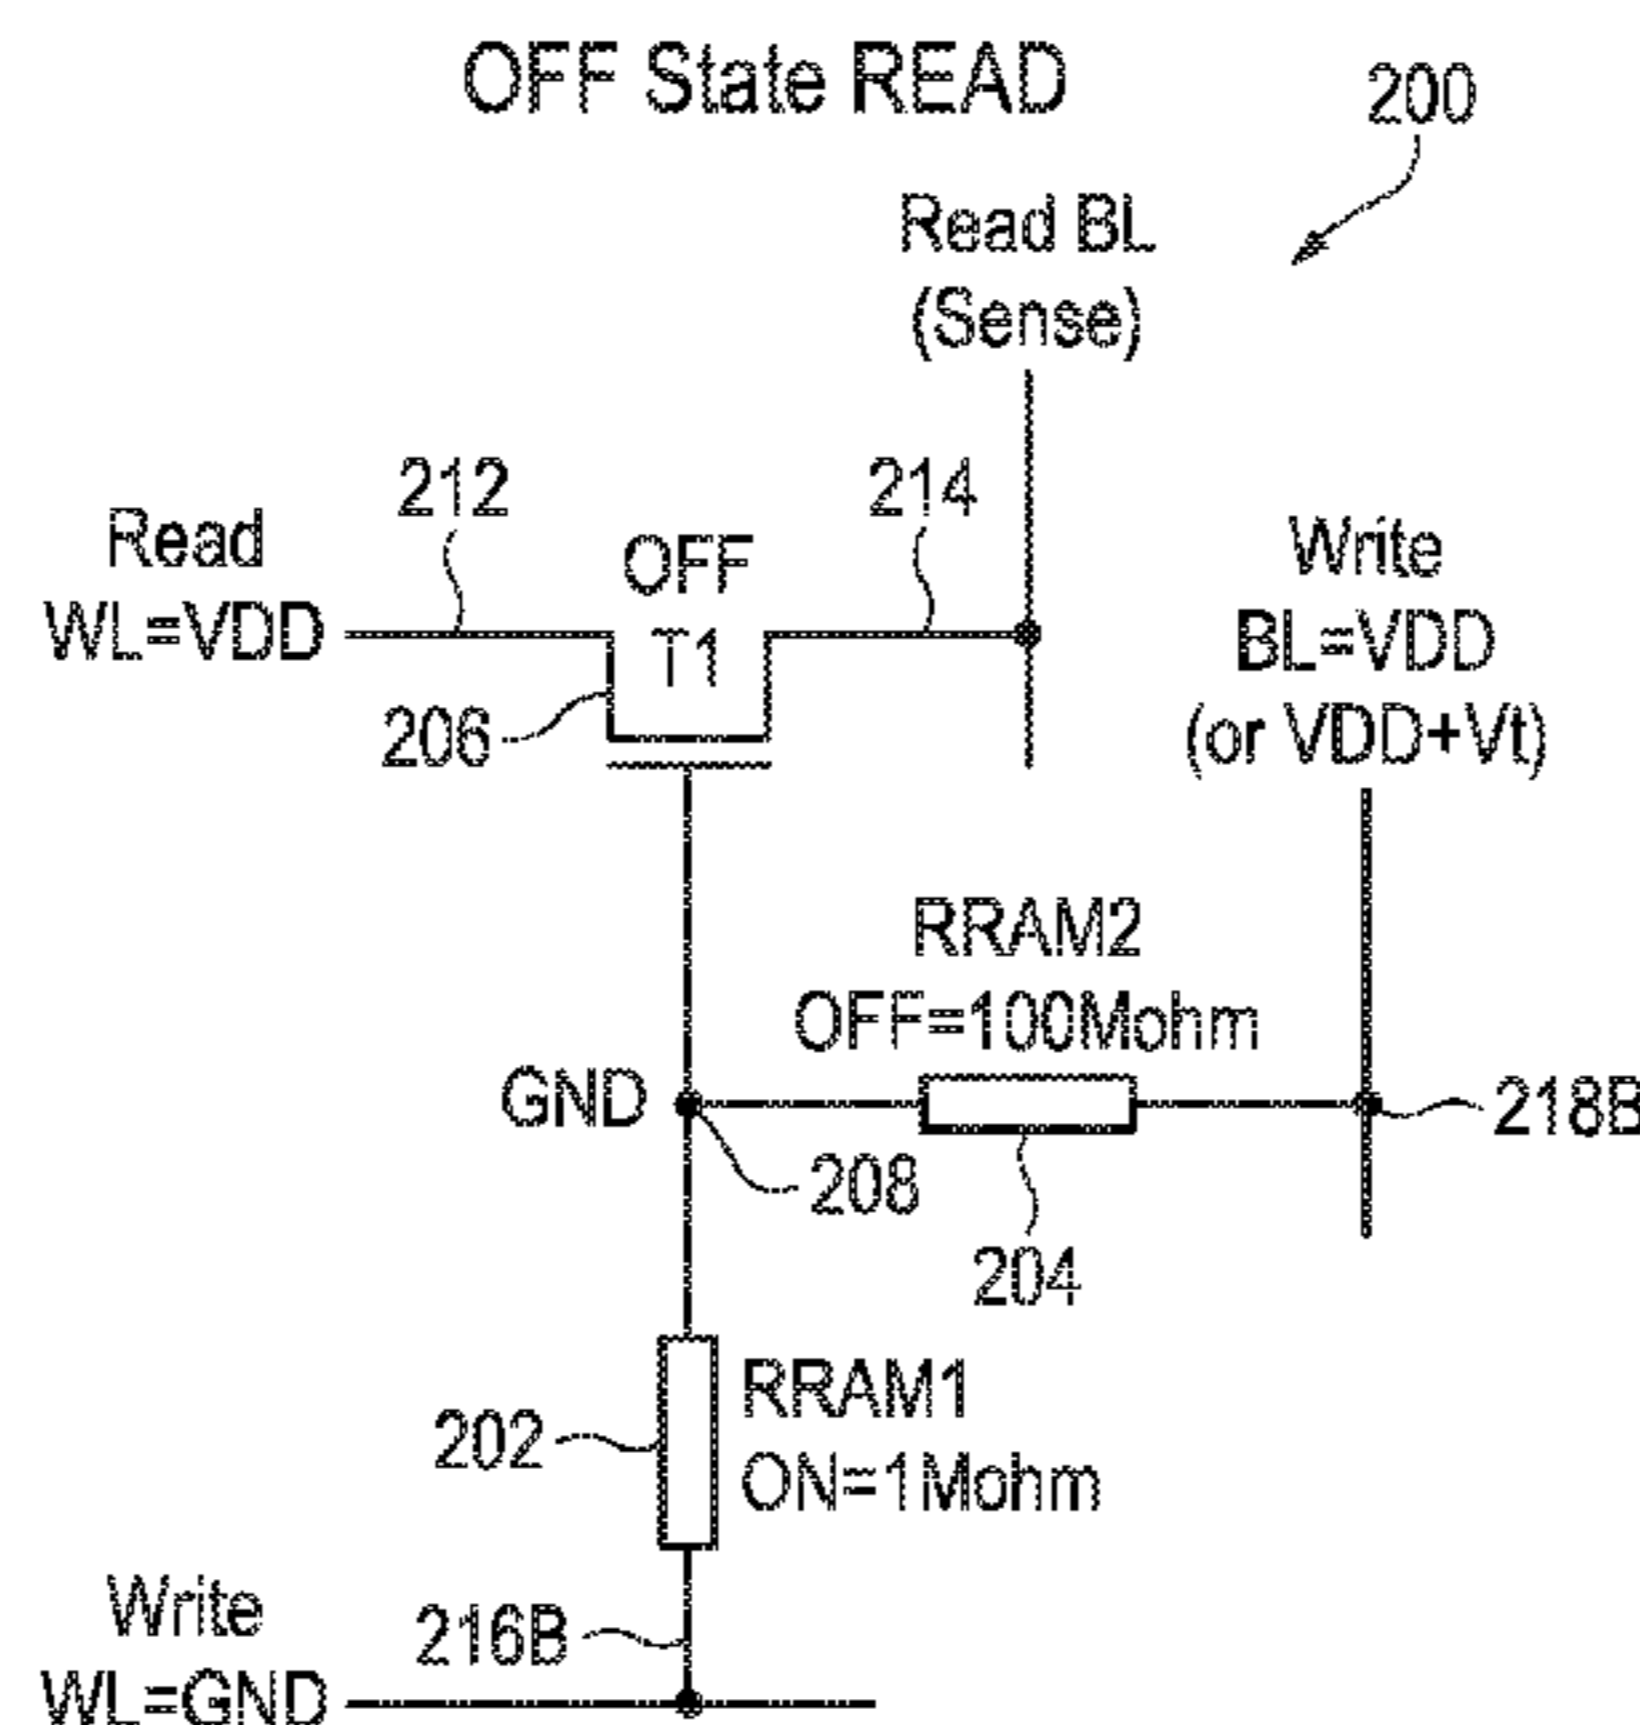 OFF State READ
200
Read BL
(Sense)
212
214
Read
WL=VDD
OFF
T1
Write
BL=VDD
(or VDD+Vt)
206
RRAM2
OFF=100Mohm
GND
218B
208
204
RRAM1
ON=1Mohm
202
Write
WL=GND
216B